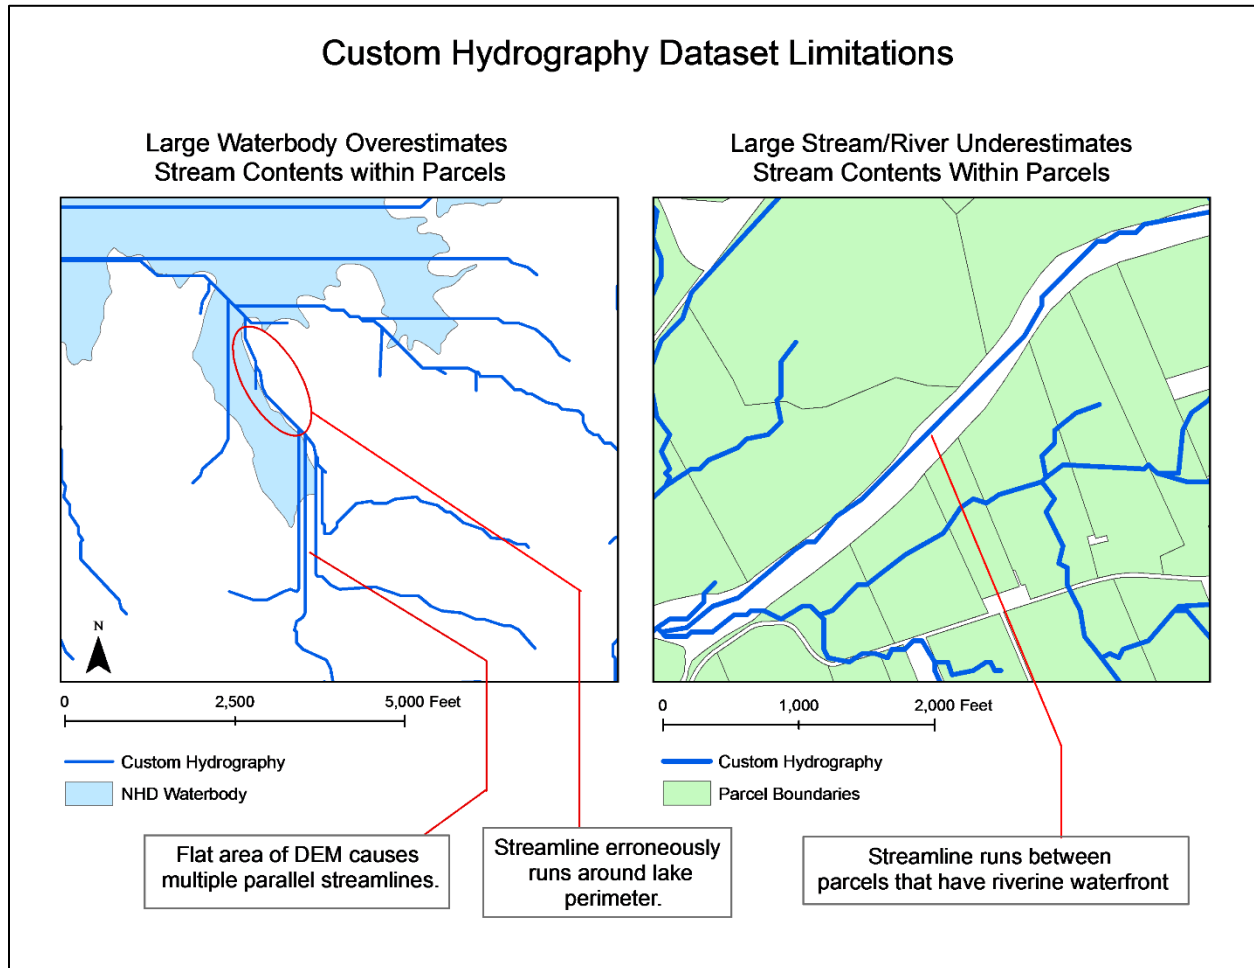 Custom Hydrography Dataset Limitations
Large Waterbody Overestimates
Stream Contents within Parcels
Large Stream/River Underestimates
Stream Contents Within Parcels
N
0
2,500
5,000 Feet
Custom Hydrography
NHD Waterbody
0
1,000
2,000 Feet
Custom Hydrography
Parcel Boundaries
Flat area of DEM causes
multiple parallel streamlines.
Streamline erroneously
runs around lake
perimeter.
Streamline runs between
parcels that have riverine waterfront